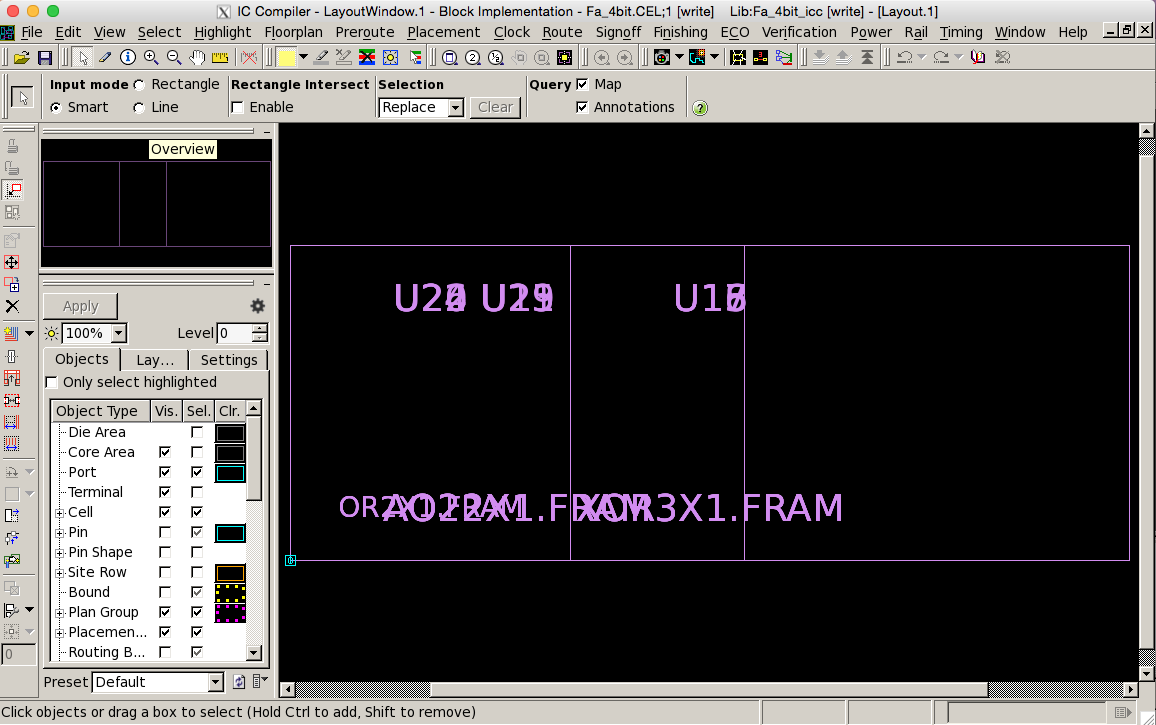 IC Compiler - LayoutWindow.1 - Block Implementation - Fa_4bit.CEL;1 [write]    Lib:Fa_4bit_icc [write] - [Layout.1]
File Edit View Select Highlight Floorplan Preroute Placement Clock Route Signoff Finishing ECO Verification Power Rail Timing Window Help
Input mode Rectangle Rectangle Intersect Selection Query Map
Smart Line Enable Replace Clear Annotations
Overview
Apply
100% Level 0
Objects Lay... Settings
Only select highlighted
Object Type Vis. Sel. Clr.
Die Area
Core Area
Port
Terminal
Cell
Pin
Pin Shape
Site Row
Bound
Plan Group
Placemen...
Routing B...
0
Preset Default
OR2X1.FRAM AO22X1.FRAM XOR3X1.FRAM
Click objects or drag a box to select (Hold Ctrl to add, Shift to remove)